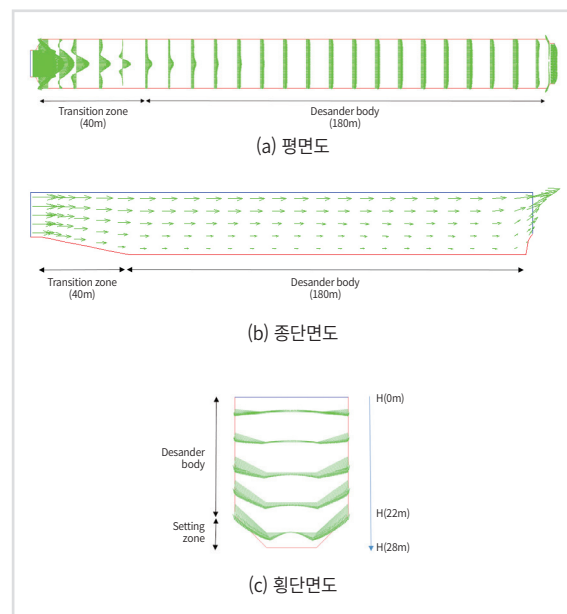 Transition zone
(40m)
Desander body
(180m)
(a) 평면도
Transition zone
(40m)
Desander body
(180m)
(b) 종단면도
H(0m)
Desander
body
H(22m)
Setting
zone
H(28m)
(c) 횡단면도